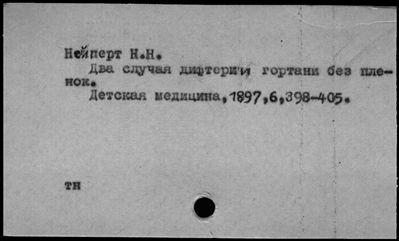 Нейперт Н.Н.
Два случая дифтерии гортани без пле-
нок.
Детская медицина,1897,6,398-405.
тн